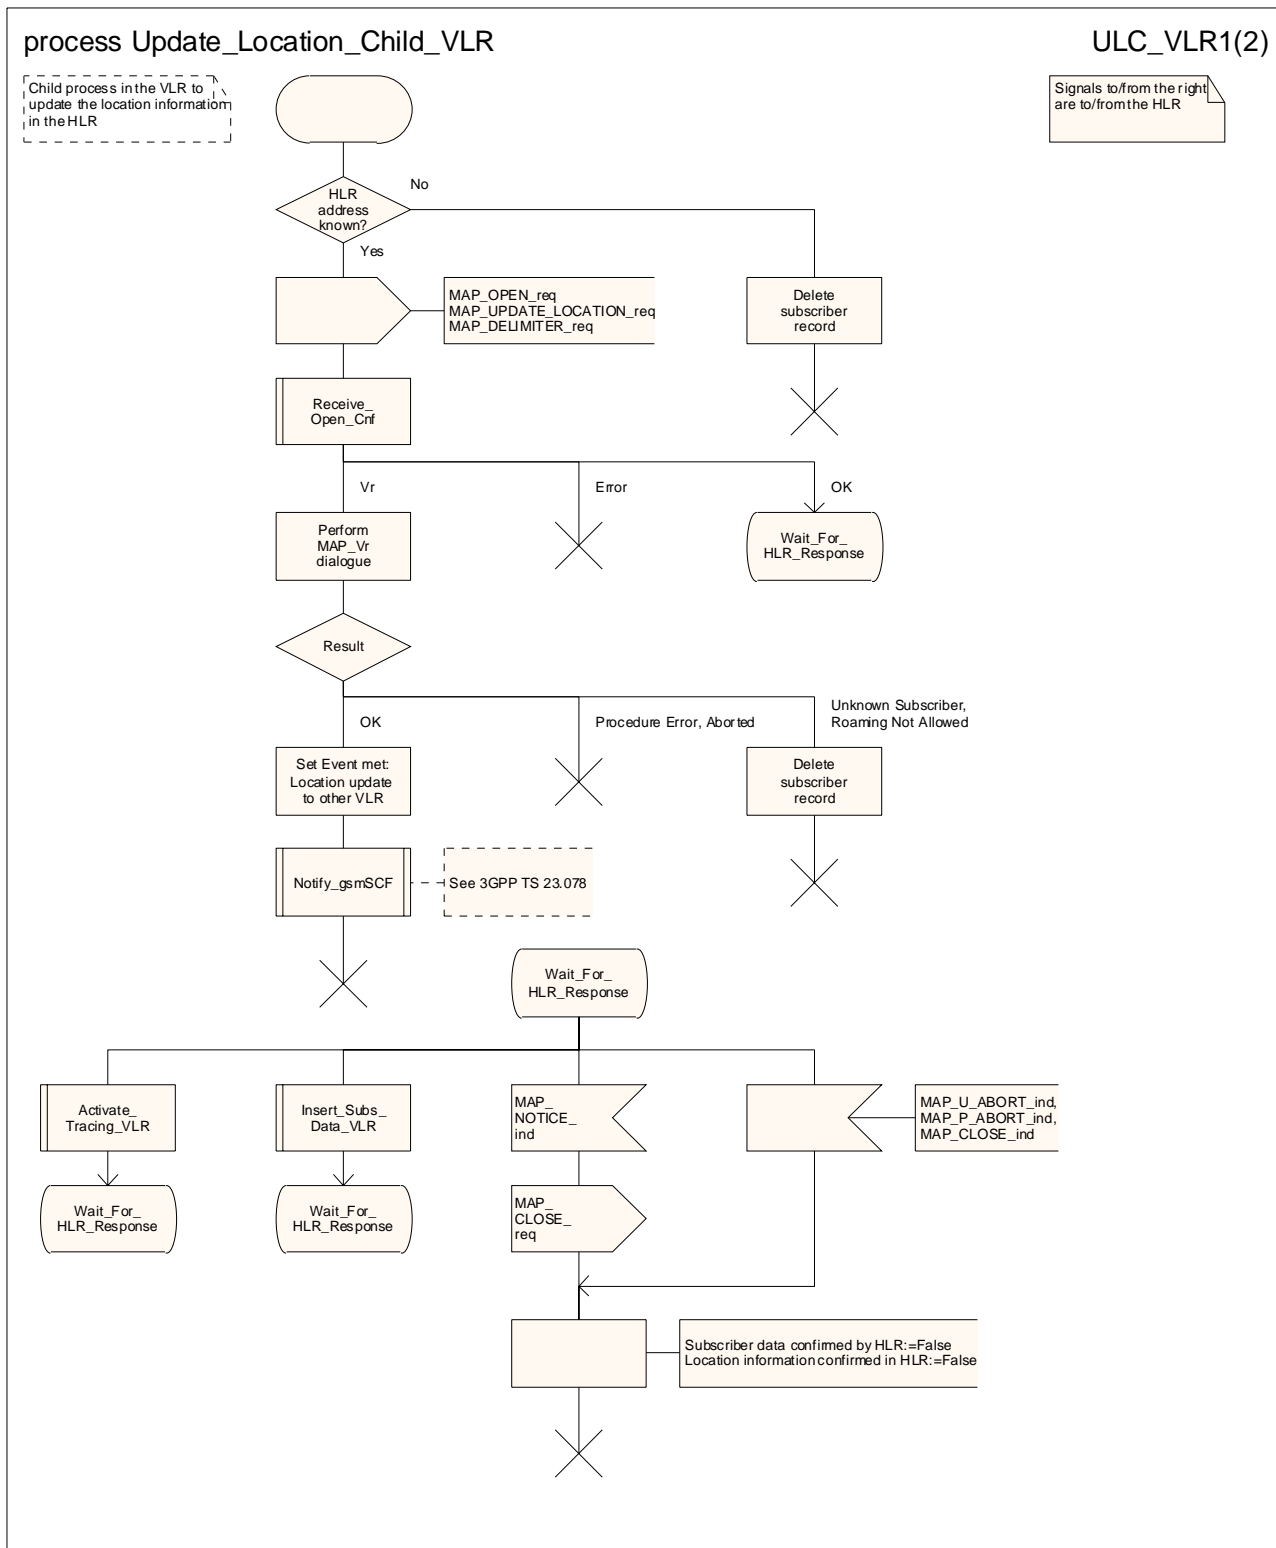 process Update_Location_Child_VLR
ULC_VLR1(2)
Child process in the VLR to
update the location information
in the HLR
Signals to/from the right
are to/from the HLR
HLR
address
known?
No
Yes
MAP_OPEN_req
MAP_UPDATE_LOCATION_req
MAP_DELIMITER_req
Delete
subscriber
record
Receive_
Open_Cnf
Vr
Error
OK
Perform
MAP_Vr
dialogue
Wait_For_
HLR_Response
Result
OK
Procedure Error, Aborted
Unknown Subscriber,
Roaming Not Allowed
Set Event met:
Location update
to other VLR
Delete
subscriber
record
Notify_gsmSCF
See 3GPP TS 23.078
Wait_For_
HLR_Response
Activate_
Tracing_VLR
Insert_Subs_
Data_VLR
MAP_
NOTICE_
ind
MAP_U_ABORT_ind,
MAP_P_ABORT_ind,
MAP_CLOSE_ind
Wait_For_
HLR_Response
Wait_For_
HLR_Response
MAP_
CLOSE_
req
Subscriber data confirmed by HLR:=False
Location information confirmed in HLR:=False